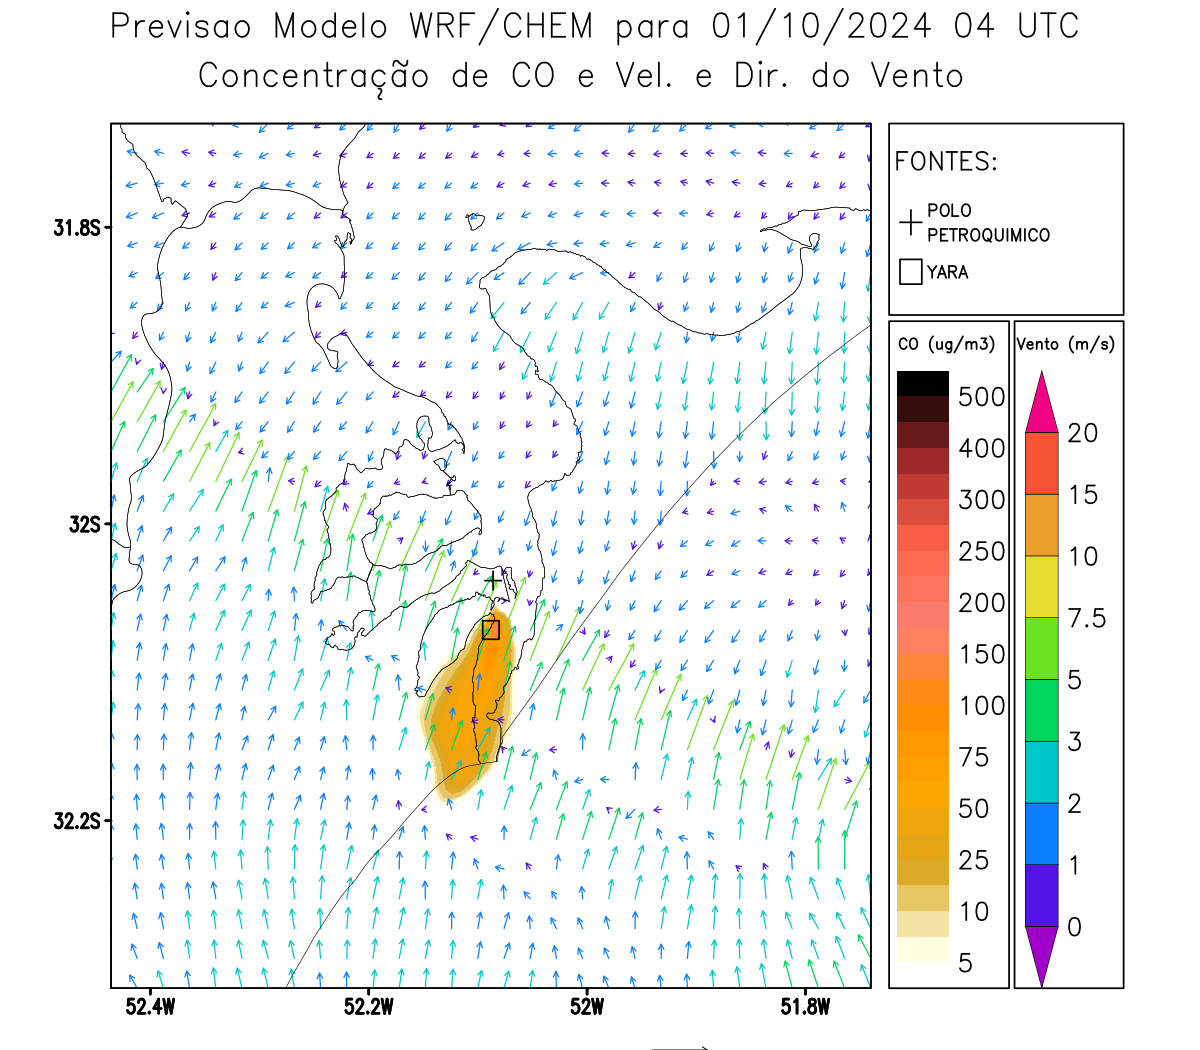 Previsao Modelo WRF/CHEM para 01/10/2024 04 UTC
Concentração de CO e Vel. e Dir. do Vento
FONTES:
POLO
PETROQUIMICO
YARA
CO (ug/m3)
500
400
300
250
200
150
100
75
50
25
10
5
Vento (m/s)
20
15
10
7.5
5
3
2
1
0
31.8S
32S
32.2S
52.4W
52.2W
52W
51.8W